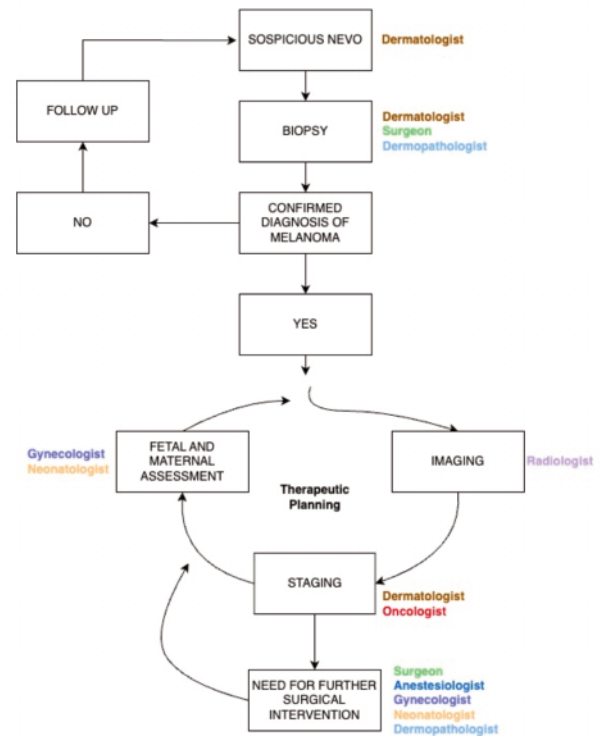 SOSPICIOUS NEVO
Dermatologist
FOLLOW UP
BIOPSY
Dermatologist
Surgeon
Dermopathologist
NO
CONFIRMED
DIAGNOSIS OF
MELANOMA
YES
Gynecologist
Neonatologist
FETAL AND
MATERNAL
ASSESSMENT
IMAGING
Radiologist
Therapeutic
Planning
STAGING
Dermatologist
Oncologist
NEED FOR FURTHER
SURGICAL
INTERVENTION
Surgeon
Anestesiologist
Gynecologist
Neonatologist
Dermopathologist